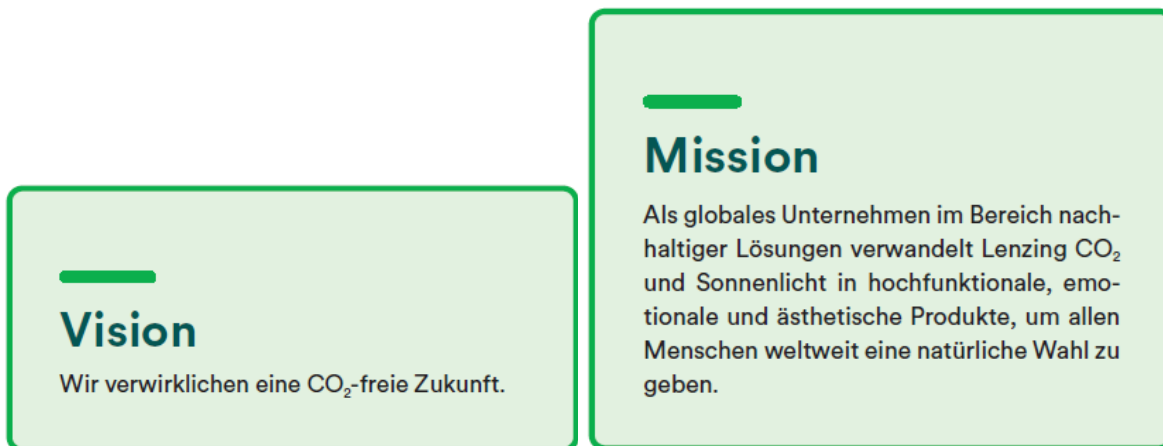 Vision
Wir verwirklichen eine CO₂-freie Zukunft.
Mission
Als globales Unternehmen im Bereich nach-
haltiger Lösungen verwandelt Lenzing CO₂
und Sonnenlicht in hochfunktionale, emo-
tionale und ästhetische Produkte, um allen
Menschen weltweit eine natürliche Wahl zu
geben.